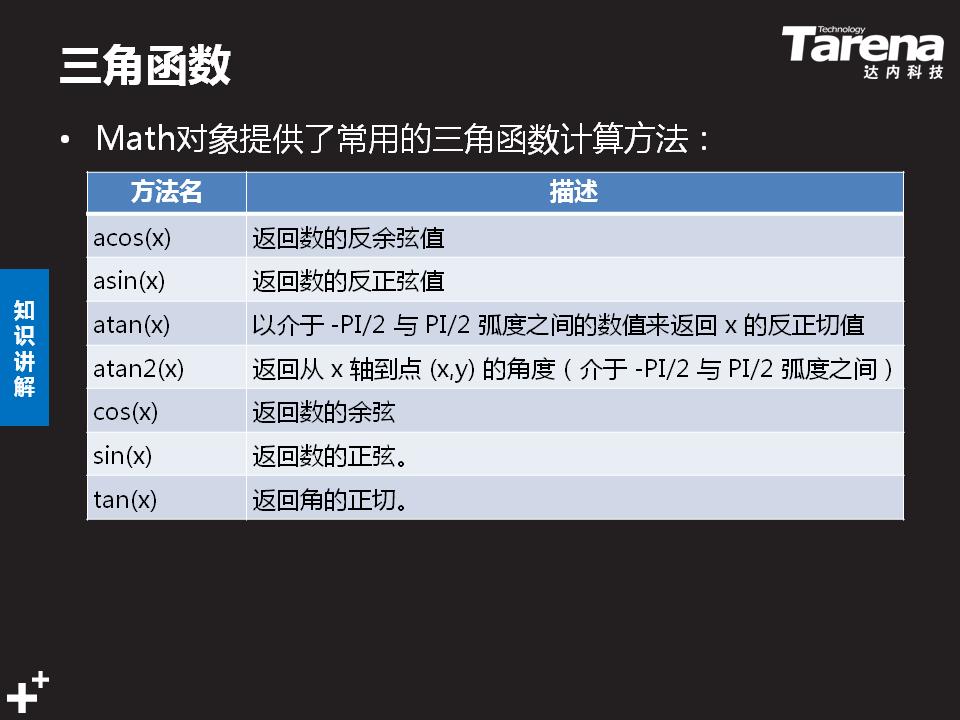 三角函数
Technology
Tarena
达内科技
• Math对象提供了常用的三角函数计算方法：
方法名 描述
acos(x) 返回数的反余弦值
asin(x) 返回数的反正弦值
atan(x) 以介于 -PI/2 与 PI/2 弧度之间的数值来返回 x 的反正切值
atan2(x) 返回从 x 轴到点 (x,y) 的角度（介于 -PI/2 与 PI/2 弧度之间）
cos(x) 返回数的余弦
sin(x) 返回数的正弦。
tan(x) 返回角的正切。
知识讲解